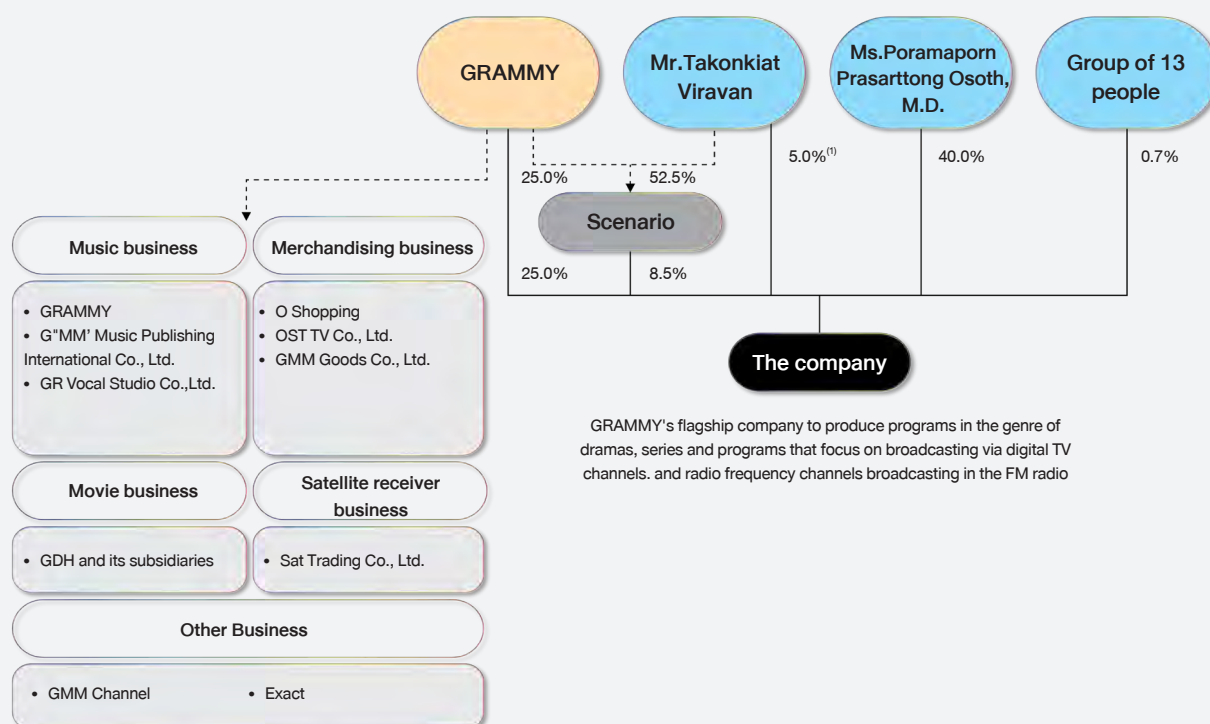 GRAMMY
Mr.Takonkiat
Viravan
Ms.Poramaporn
Prasarttong Osoth,
M.D.
Group of 13
people
5.0%(1)
40.0%
0.7%
25.0%
52.5%
Scenario
25.0%
8.5%
The company
GRAMMY's flagship company to produce programs in the genre of
dramas, series and programs that focus on broadcasting via digital TV
channels. and radio frequency channels broadcasting in the FM radio
Music business
• GRAMMY
• G"MM' Music Publishing
International Co., Ltd.
• GR Vocal Studio Co.,Ltd.
Merchandising business
• O Shopping
• OST TV Co., Ltd.
• GMM Goods Co., Ltd.
Movie business
• GDH and its subsidiaries
Satellite receiver
business
• Sat Trading Co., Ltd.
Other Business
• GMM Channel
• Exact